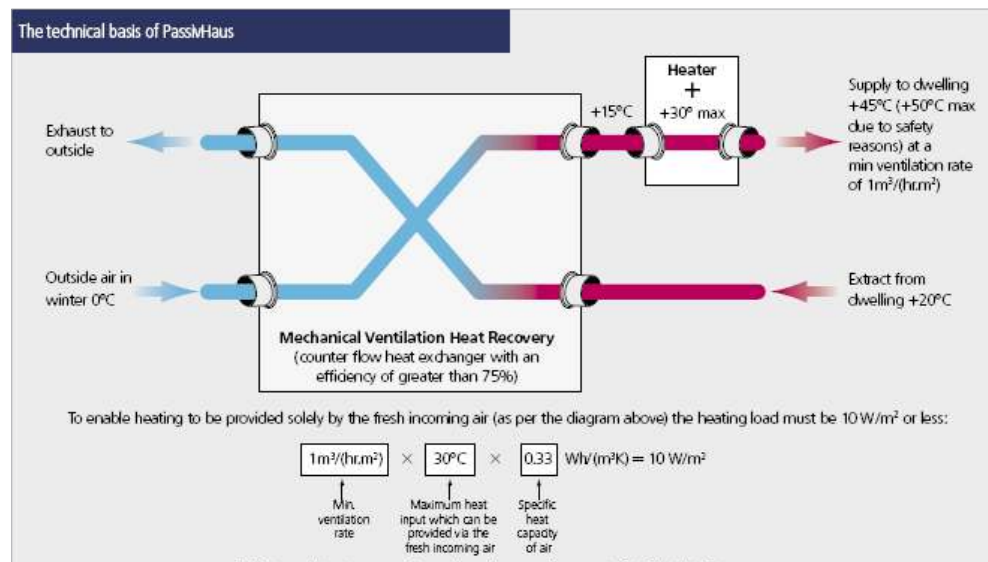 The technical basis of PassivHaus
Heater
+
+30° max
+15°C
Exhaust to
outside
Supply to dwelling
+45°C (+50°C max
due to safety
reasons) at a
min ventilation rate
of 1m³/(hr.m²)
Outside air in
winter 0°C
Extract from
dwelling +20°C
Mechanical Ventilation Heat Recovery
(counter flow heat exchanger with an
efficiency of greater than 75%)
To enable heating to be provided solely by the fresh incoming air (as per the diagram above) the heating load must be 10 W/m² or less:
1m³/(hr.m²) × 30°C × 0.33 Wh/(m³K) = 10 W/m²
Min.
ventilation
rate
Maximum heat
input which can be
provided via the
fresh incoming air
Specific
heat
capacity
of air